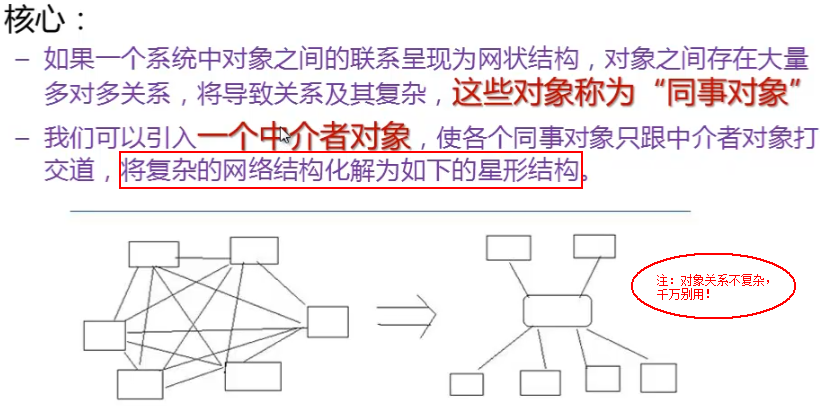 核心：
– 如果一个系统中对象之间的联系呈现为网状结构，对象之间存在大量
多对多关系，将导致关系及其复杂，这些对象称为“同事对象”
– 我们可以引入一个中介者对象，使各个同事对象只跟中介者对象打
交道，将复杂的网络结构化解为如下的星形结构。
注：对象关系不复杂，
千万别用！